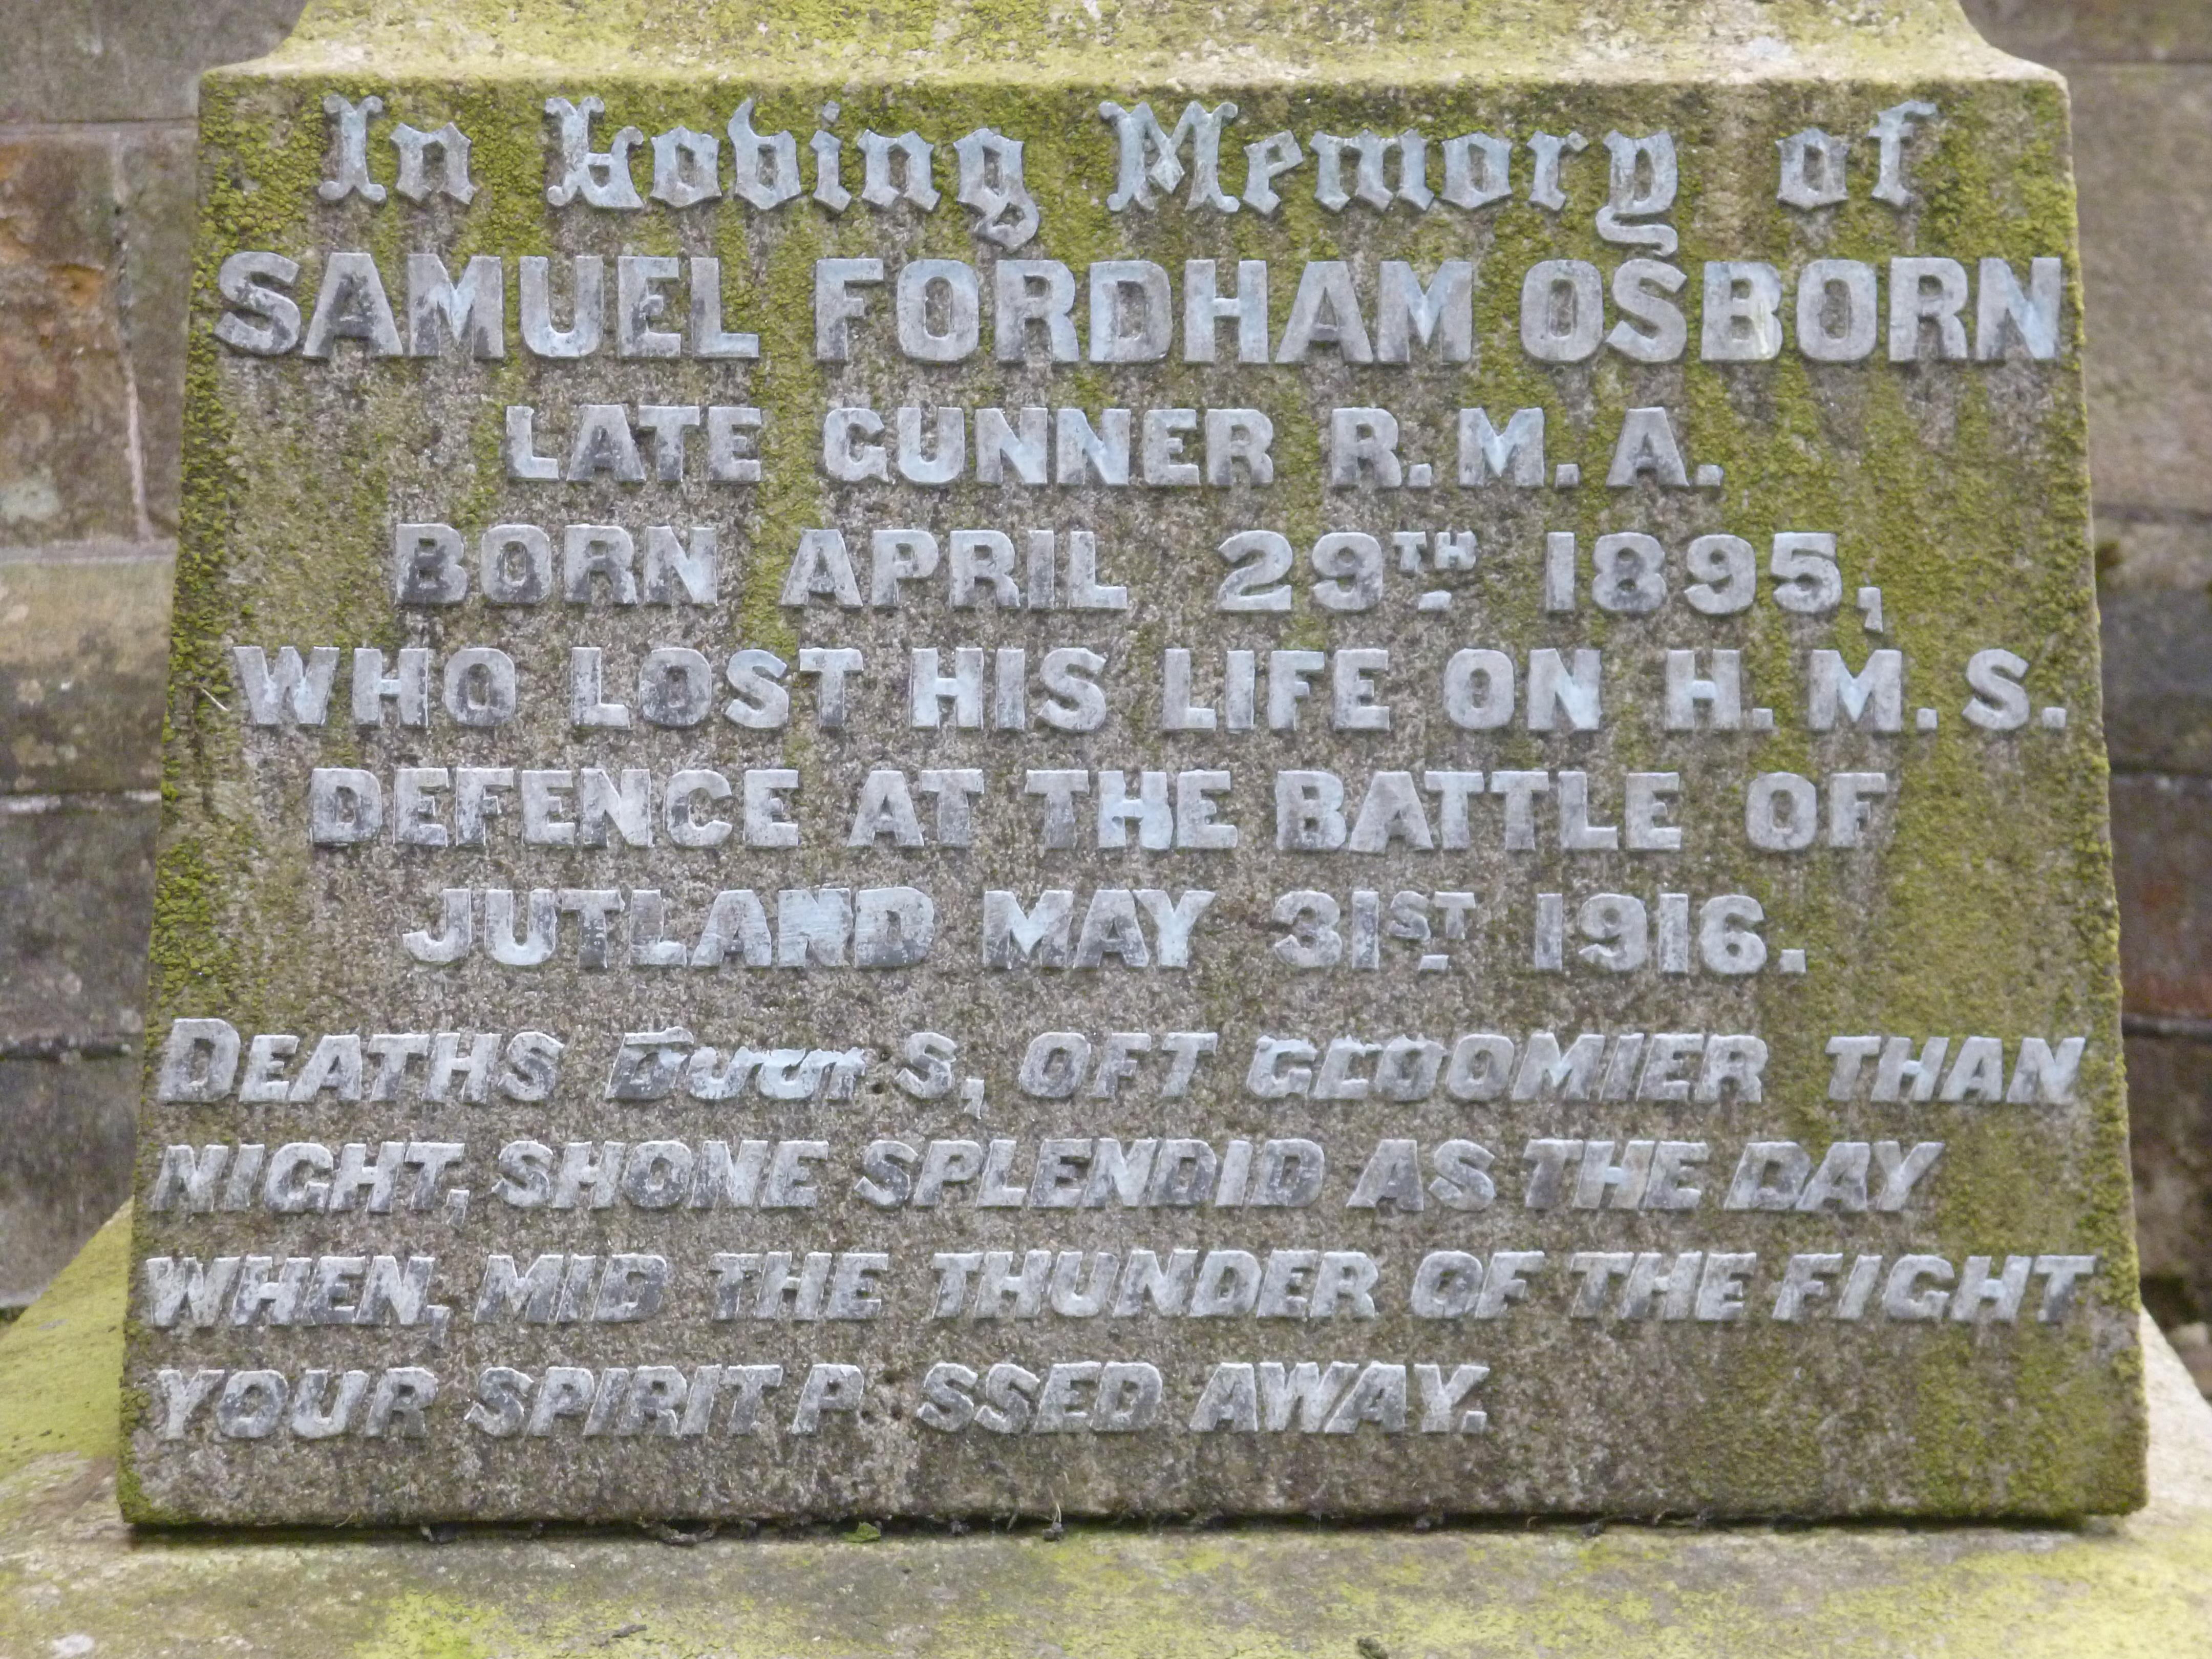 In Loving Memory of
SAMUEL FORDHAM OSBORN
LATE GUNNER R.M.A.
BORN APRIL 29TH 1895,
WHO LOST HIS LIFE ON H.M.S.
DEFENCE AT THE BATTLE OF
JUTLAND MAY 31ST 1916.
DEATHS S, OFT GLOOMIER THAN
NIGHT, SHONE SPLENDID AS THE DAY
WHEN, MID THE THUNDER OF THE FIGHT
YOUR SPIRIT P SSED AWAY.